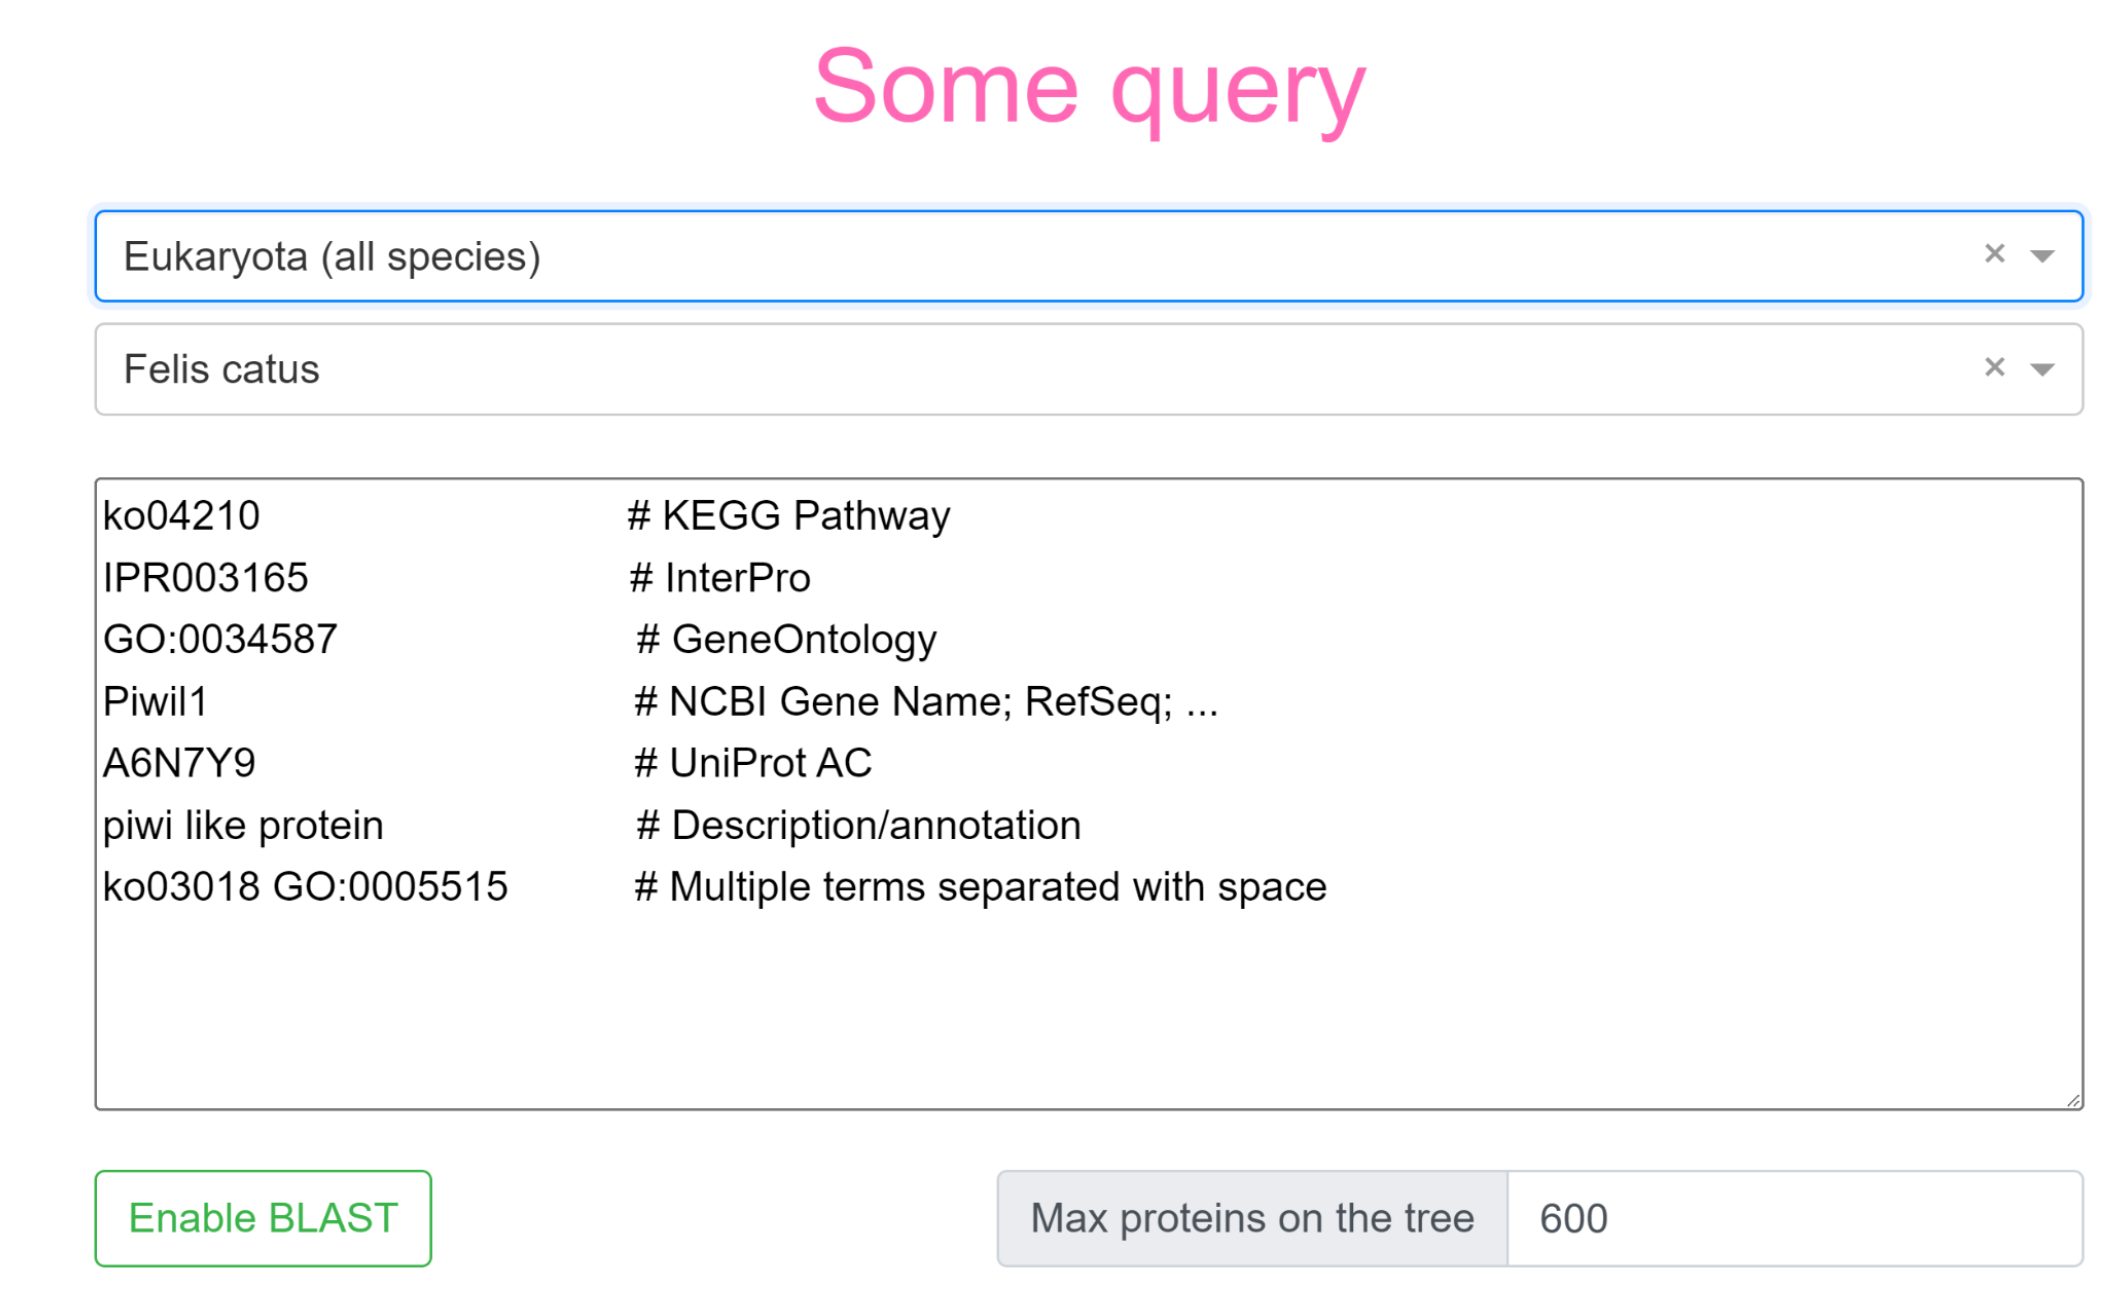 Some query
Eukaryota (all species)
Felis catus
ko04210 # KEGG Pathway
IPR003165 # InterPro
GO:0034587 # GeneOntology
Piwil1 # NCBI Gene Name; RefSeq; ...
A6N7Y9 # UniProt AC
piwi like protein # Description/annotation
ko03018 GO:0005515 # Multiple terms separated with space
Enable BLAST
Max proteins on the tree 600